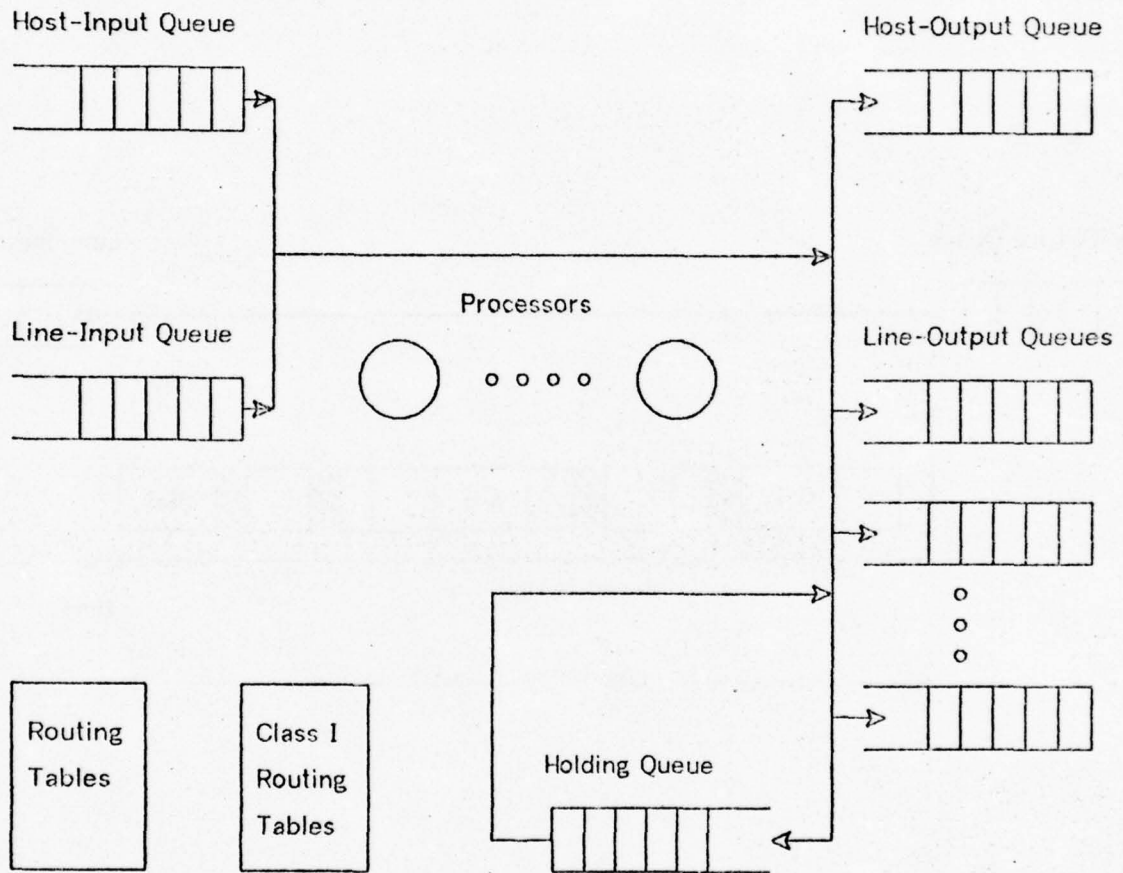 Host-Input Queue
Host-Output Queue
Processors
Line-Input Queue
Line-Output Queues
Routing
Tables
Class I
Routing
Tables
Holding Queue